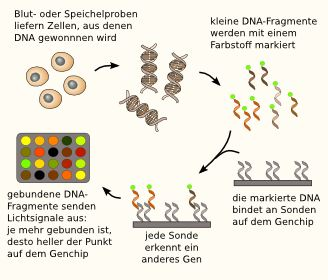 Blut- oder Speichelproben
liefern Zellen, aus denen
DNA gewonnnen wird
kleine DNA-Fragmente
werden mit einem
Farbstoff markiert
die markierte DNA
bindet an Sonden
auf dem Genchip
jede Sonde
erkennt ein
anderes Gen
gebundene DNA-
Fragmente senden
Lichtsignale aus:
je mehr gebunden ist,
desto heller der Punkt
auf dem Genchip